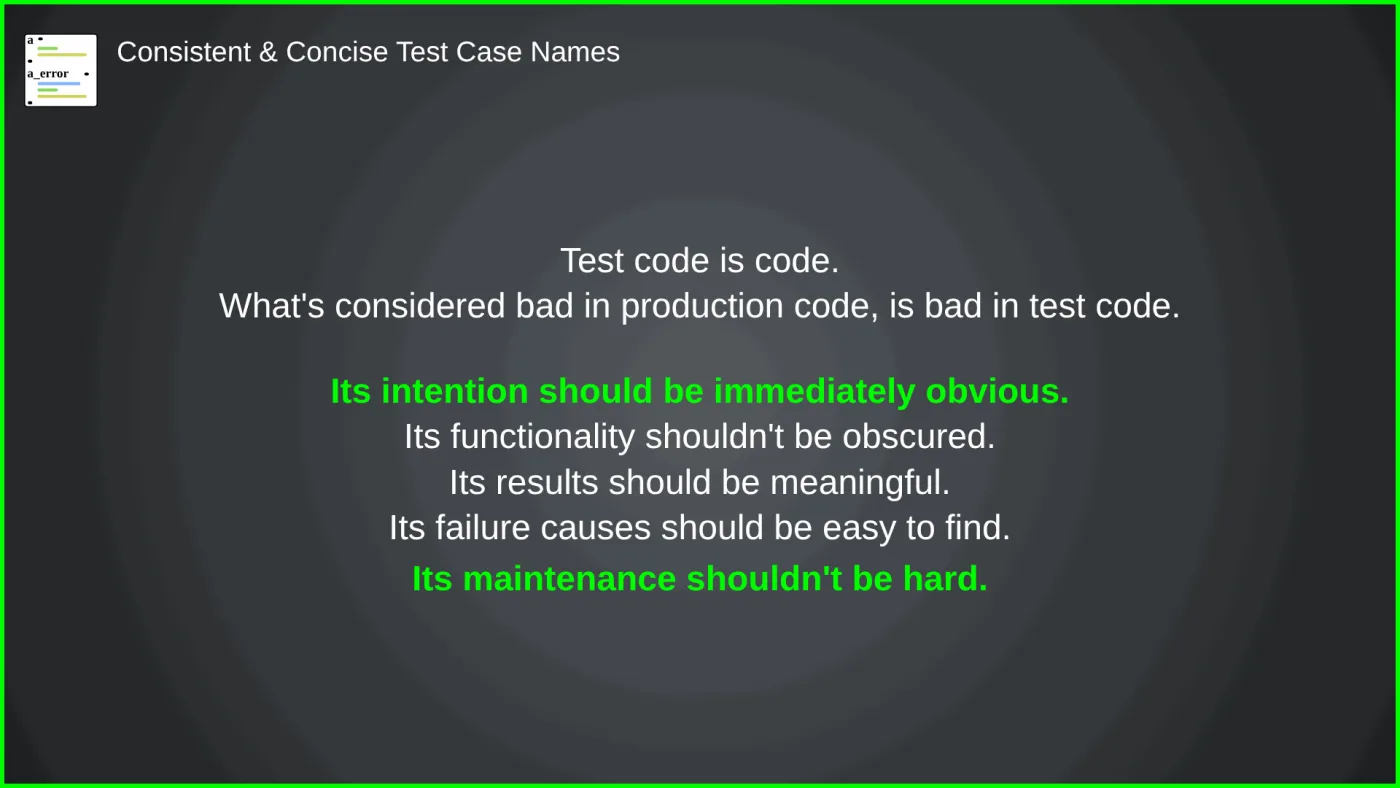 a
a_error
Consistent & Concise Test Case Names
Test code is code.
What's considered bad in production code, is bad in test code.
Its intention should be immediately obvious.
Its functionality shouldn't be obscured.
Its results should be meaningful.
Its failure causes should be easy to find.
Its maintenance shouldn't be hard.